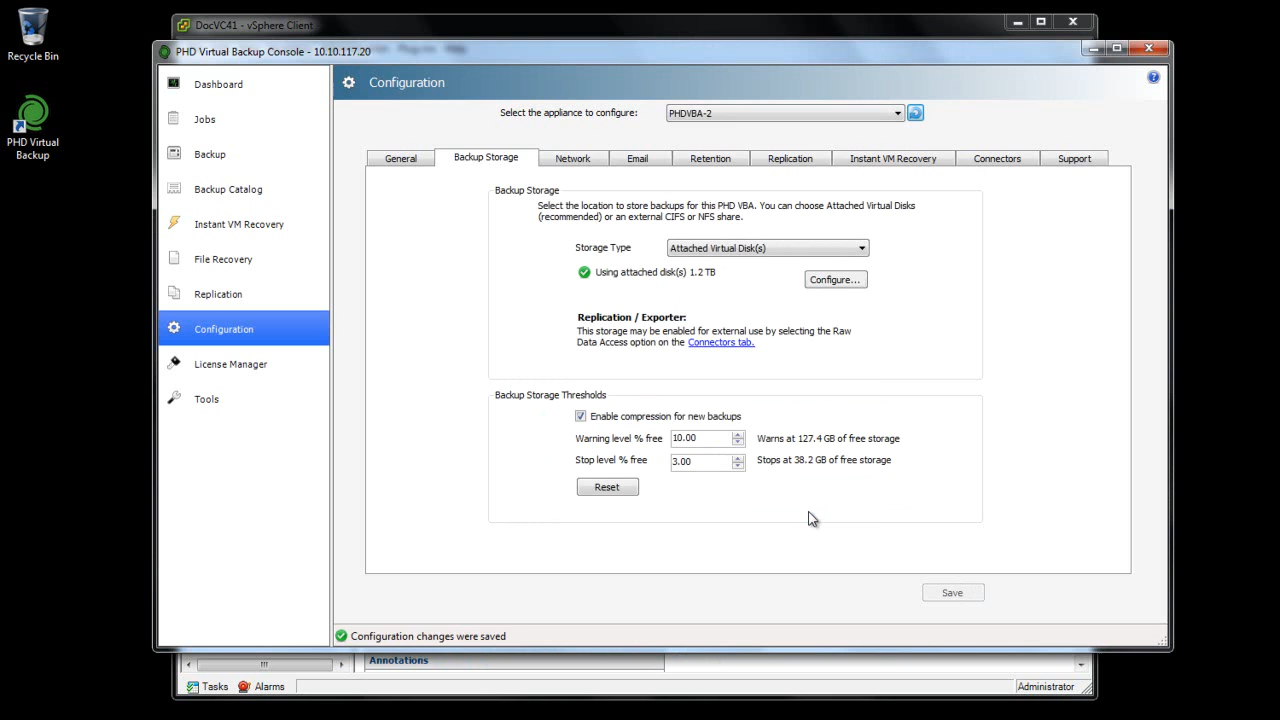 DocVC41 - vSphere Client
Recycle Bin
PHD Virtual Backup Console - 10.10.117.20
PHD Virtual
Backup
Dashboard
Jobs
Backup
Backup Catalog
Instant VM Recovery
File Recovery
Replication
Configuration
License Manager
Tools
Configuration
Select the appliance to configure: PHDVBA-2
General Backup Storage Network Email Retention Replication Instant VM Recovery Connectors Support
Backup Storage
Select the location to store backups for this PHD VBA. You can choose Attached Virtual Disks
(recommended) or an external CIFS or NFS share.
Storage Type Attached Virtual Disk(s)
Using attached disk(s) 1.2 TB
Configure...
Replication / Exporter:
This storage may be enabled for external use by selecting the Raw
Data Access option on the Connectors tab.
Backup Storage Thresholds
Enable compression for new backups
Warning level % free 10.00 Warns at 127.4 GB of free storage
Stop level % free 3.00 Stops at 38.2 GB of free storage
Reset
Save
Configuration changes were saved
Annotations
Tasks Alarms Administrator